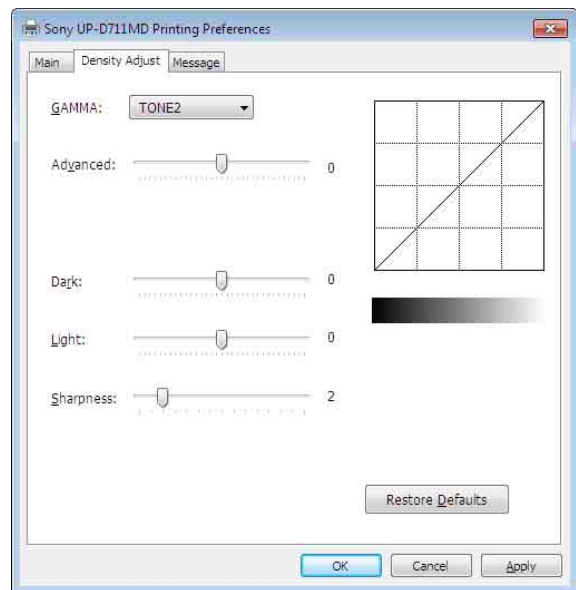 Sony UP-D711MD Printing Preferences
Main Density Adjust Message
GAMMA: TONE2
Advanced: 0
Dark: 0
Light: 0
Sharpness: 2
Restore Defaults
OK Cancel Apply